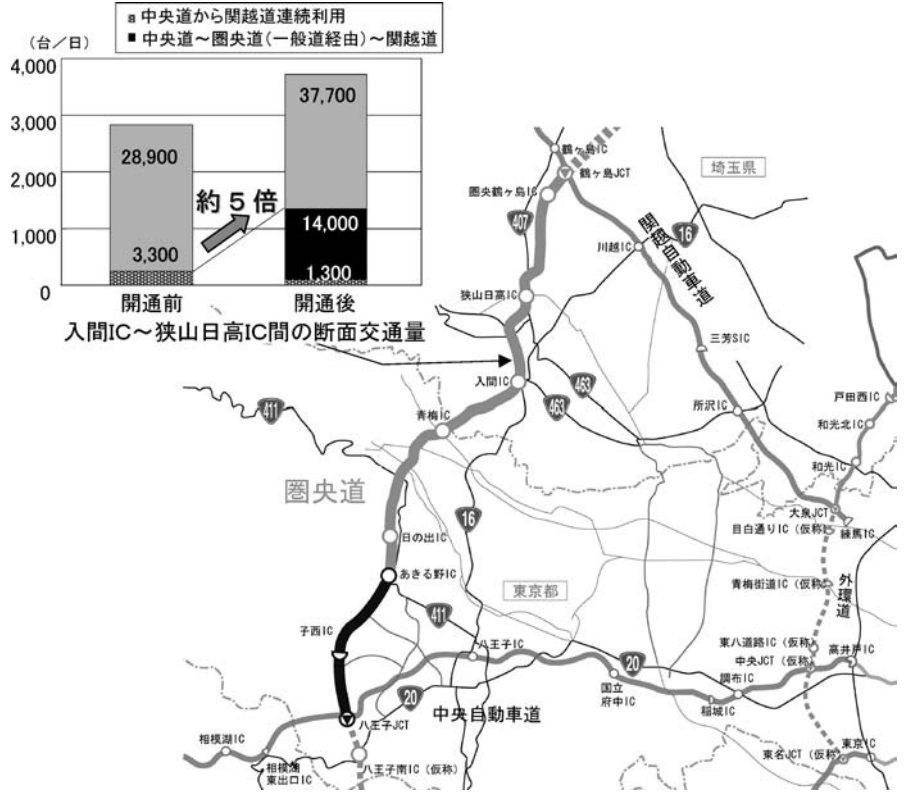 中央道から関越道連続利用
中央道～圏央道(一般道経由)～関越道
(台／日)
4,000
3,000
2,000
1,000
0
28,900
3,300
37,700
14,000
1,300
約５倍
開通前
開通後
入間IC～狭山日高IC間の断面交通量
鶴ヶ島IC
鶴ヶ島JCT
埼玉県
圏央鶴ヶ島IC
407
16
川越IC
関越自動車道
狭山日高IC
三芳SIC
入間IC
463
463
411
青梅IC
所沢IC
戸田西IC
和光北IC
和光IC
圏央道
16
大泉JCT
目白通りIC（仮称）
練馬IC
日の出IC
あきる野IC
東京都
青梅街道IC（仮称）
外環道
411
子西IC
八王子IC
20
東八道路IC（仮称）
高井戸IC
中央JCT（仮称）
調布IC
国立
府中IC
稲城IC
20
中央自動車道
八王子JCT
相模湖IC
相模湖
東出口IC
八王子南IC（仮称）
東名JCT（仮称）
東京IC